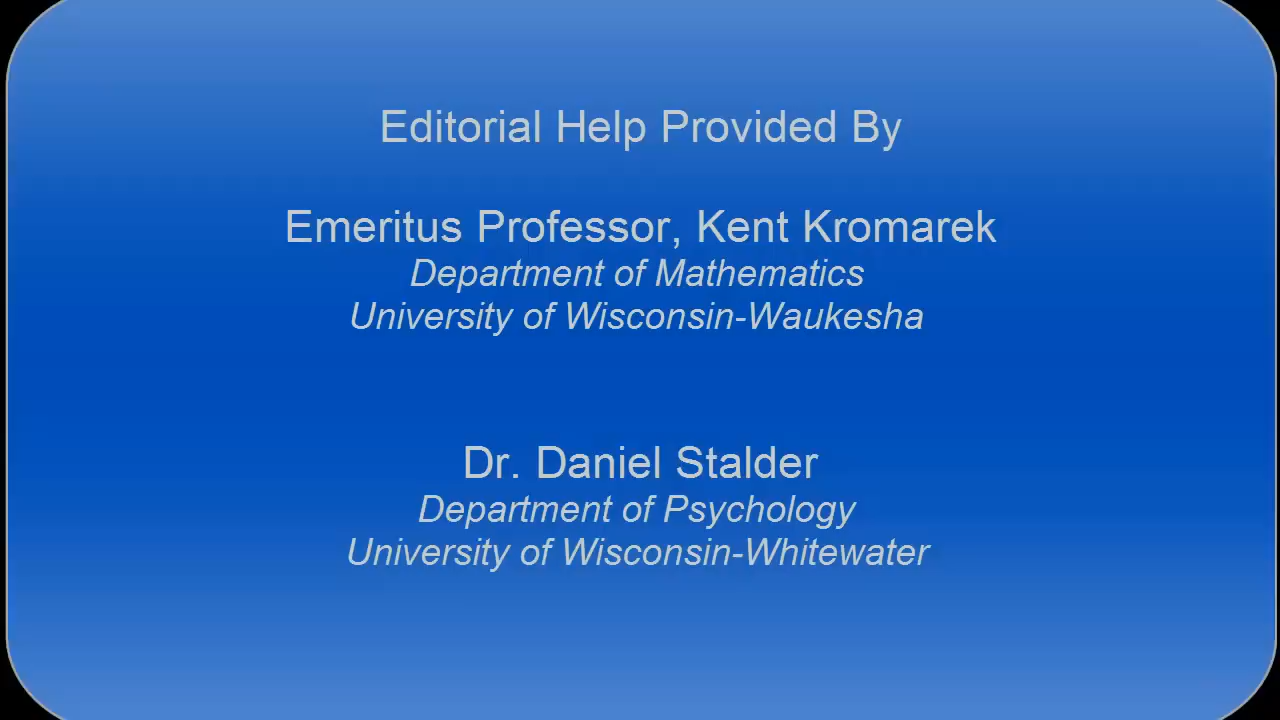 Editorial Help Provided By
Emeritus Professor, Kent Kromarek
Department of Mathematics
University of Wisconsin-Waukesha
Dr. Daniel Stalder
Department of Psychology
University of Wisconsin-Whitewater